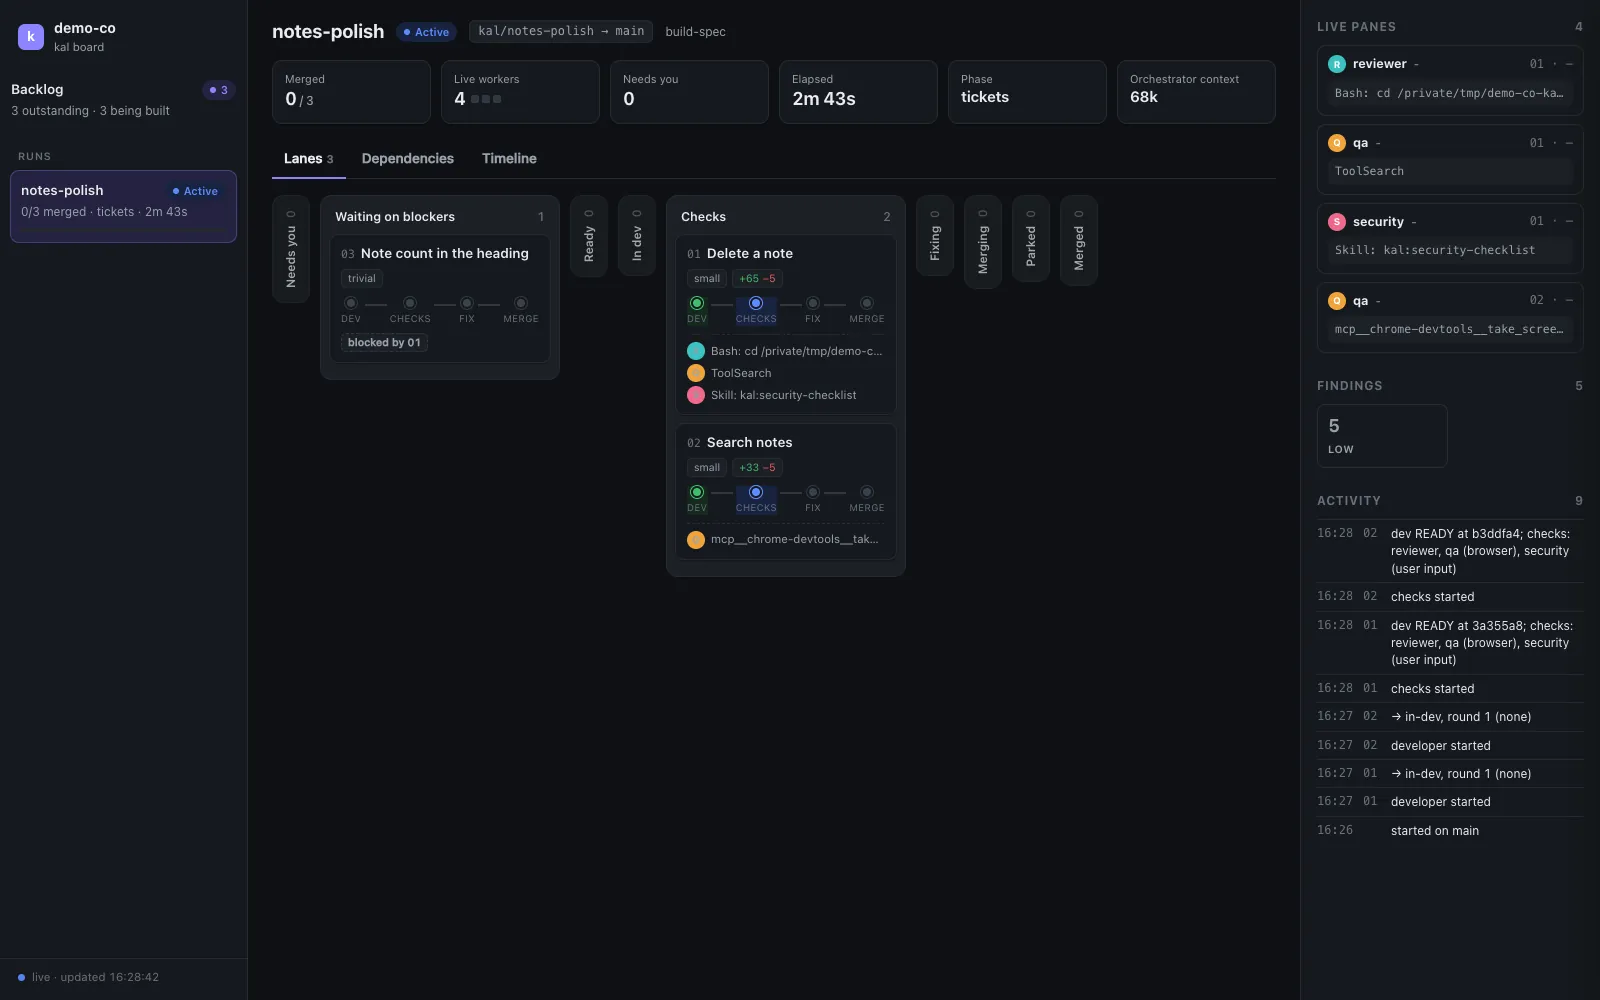 k
demo-co
kal board
Backlog
3
3 outstanding · 3 being built
RUNS
notes-polish
Active
0/3 merged · tickets · 2m 43s
live · updated 16:28:42
notes-polish
Active
kal/notes-polish → main
build-spec
Merged
0 / 3
Live workers
4
Needs you
0
Elapsed
2m 43s
Phase
tickets
Orchestrator context
68k
Lanes 3
Dependencies
Timeline
Needs you 0
Waiting on blockers 1
03 Note count in the heading
trivial
DEV CHECKS FIX MERGE
blocked by 01
Ready 0
In dev 0
Checks 2
01 Delete a note
small +65 −5
DEV CHECKS FIX MERGE
Bash: cd /private/tmp/demo-c…
ToolSearch
Skill: kal:security-checklist
02 Search notes
small +33 −5
DEV CHECKS FIX MERGE
mcp__chrome-devtools__tak…
Fixing 0
Merging 0
Parked 0
Merged 0
LIVE PANES 4
R reviewer - 01 · —
Bash: cd /private/tmp/demo-co-ka…
Q qa - 01 · —
ToolSearch
S security - 01 · —
Skill: kal:security-checklist
Q qa - 02 · —
mcp__chrome-devtools__take_scree…
FINDINGS 5
5
LOW
ACTIVITY 9
16:28 02 dev READY at b3ddfa4; checks:
reviewer, qa (browser), security
(user input)
16:28 02 checks started
16:28 01 dev READY at 3a355a8; checks:
reviewer, qa (browser), security
(user input)
16:28 01 checks started
16:27 02 → in-dev, round 1 (none)
16:27 02 developer started
16:27 01 → in-dev, round 1 (none)
16:27 01 developer started
16:26 started on main